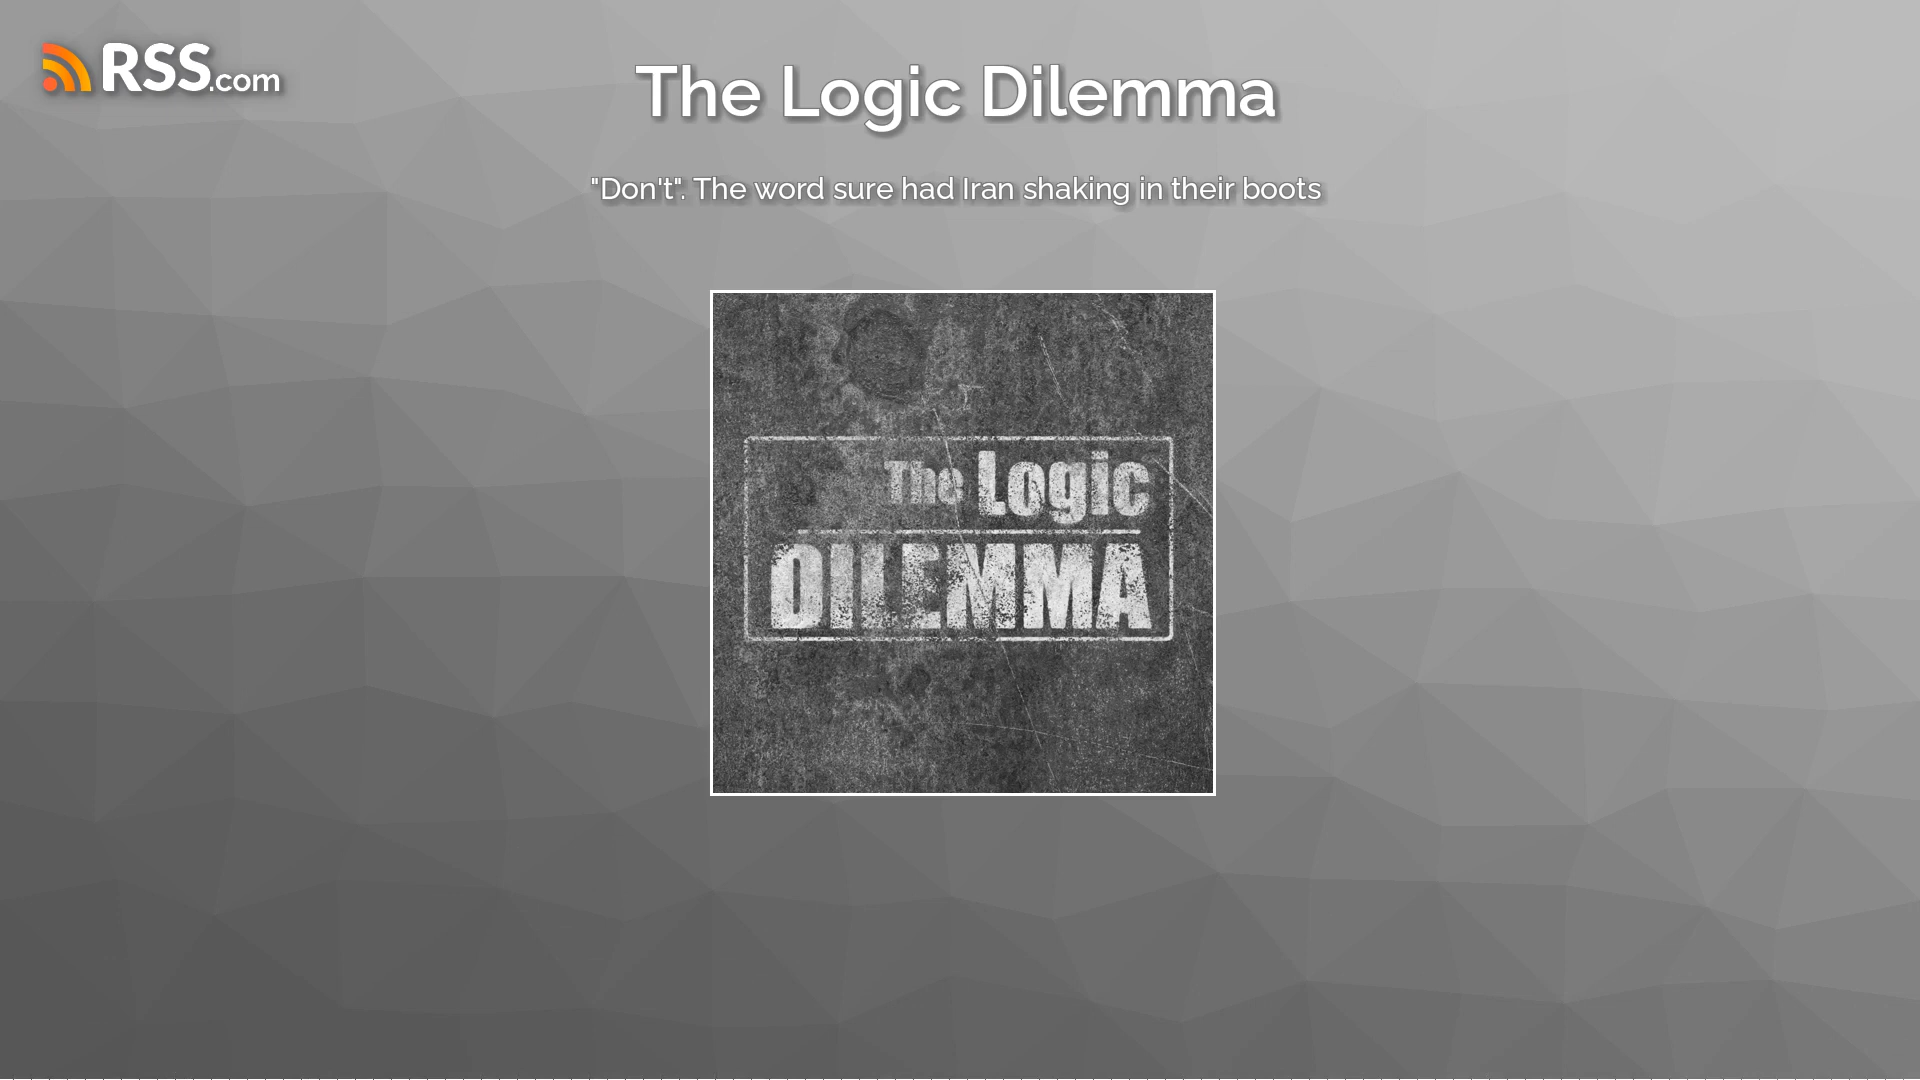 RSS.com
The Logic Dilemma
"Don't". The word sure had Iran shaking in their boots
The Logic
DILEMMA